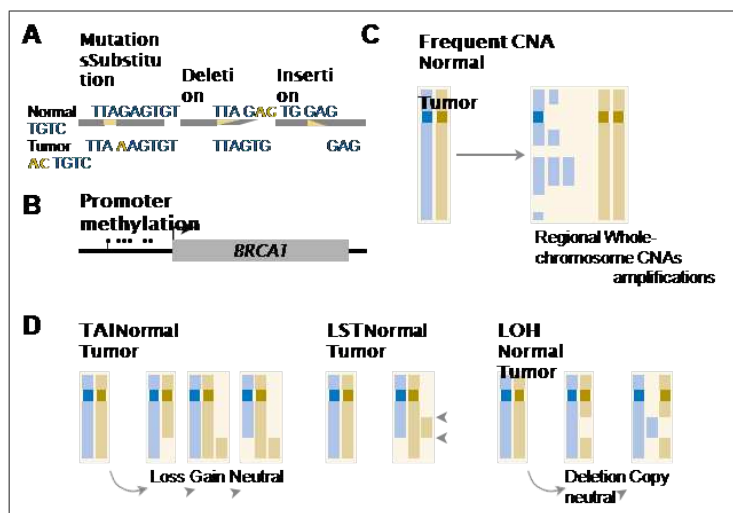 A
Mutation
sSubstitu
tion
Deleti
on
Inserti
on
Normal TTAGAGTGT TTA GAG TG GAG
TGTC
Tumor TTA AAGTGT TTAGTG GAG
AC TGTC
B
Promoter
methylation
BRCA1
C
Frequent CNA
Normal
Tumor
Regional Whole-
chromosome CNAs
amplifications
D
TAINormal
Tumor
Loss Gain Neutral
LSTNormal
Tumor
LOH
Normal
Tumor
Deletion Copy
neutral